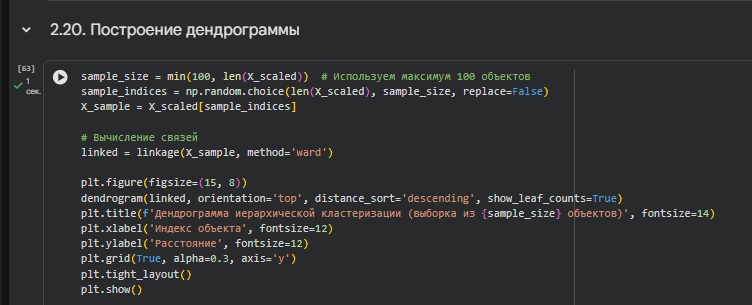 2.20. Построение дендрограммы
[63]
1
сек.
sample_size = min(100, len(X_scaled))  # Используем максимум 100 объектов
sample_indices = np.random.choice(len(X_scaled), sample_size, replace=False)
X_sample = X_scaled[sample_indices]
# Вычисление связей
linked = linkage(X_sample, method='ward')
plt.figure(figsize=(15, 8))
dendrogram(linked, orientation='top', distance_sort='descending', show_leaf_counts=True)
plt.title(f'Дендрограмма иерархической кластеризации (выборка из {sample_size} объектов)', fontsize=14)
plt.xlabel('Индекс объекта', fontsize=12)
plt.ylabel('Расстояние', fontsize=12)
plt.grid(True, alpha=0.3, axis='y')
plt.tight_layout()
plt.show()